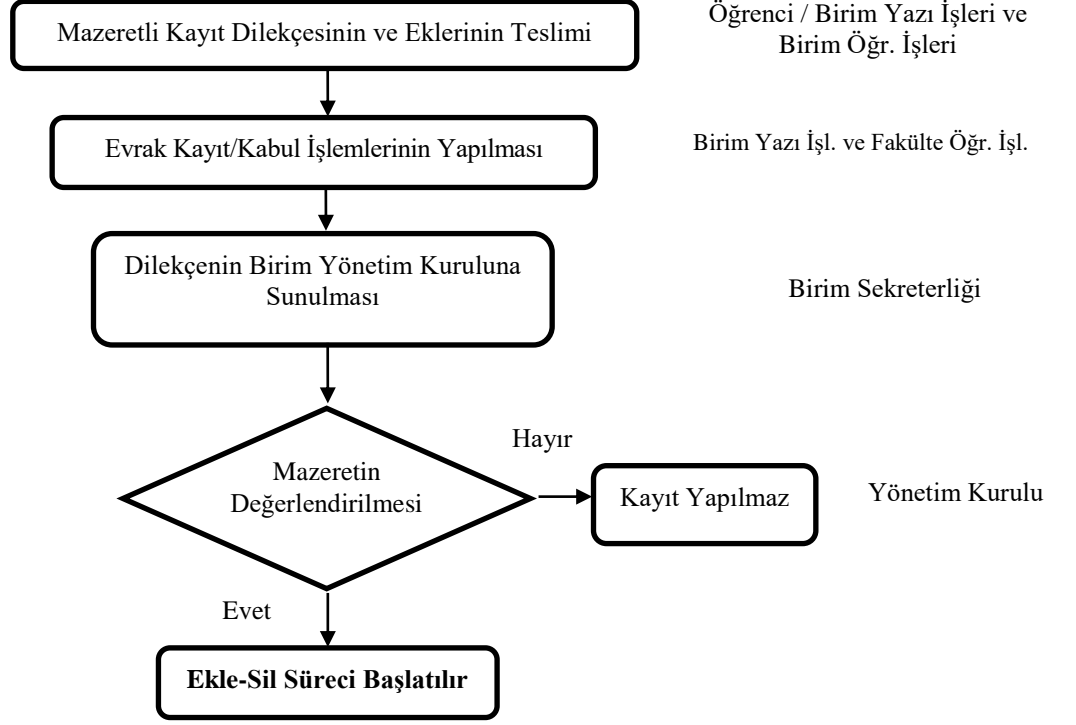 Mazeretli Kayıt Dilekçesinin ve Eklerinin Teslimi
Öğrenci / Birim Yazı İşleri ve
Birim Öğr. İşleri
Evrak Kayıt/Kabul İşlemlerinin Yapılması
Birim Yazı İşl. ve Fakülte Öğr. İşl.
Dilekçenin Birim Yönetim Kuruluna
Sunulması
Birim Sekreterliği
Mazeretin
Değerlendirilmesi
Hayır
Kayıt Yapılmaz
Yönetim Kurulu
Evet
Ekle-Sil Süreci Başlatılır